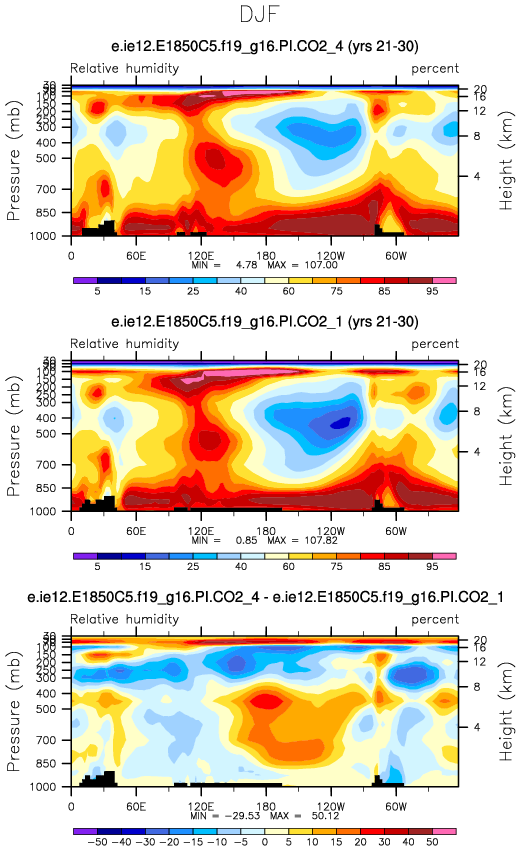 DJF
e.ie12.E1850C5.f19_g16.PI.CO2_4 (yrs 21-30)
Relative humidity percent
Pressure (mb)
Height (km)
30
100
150
200
250
300
400
500
700
850
1000
20
16
12
8
4
0 60E 120E 180 120W 60W
MIN = 4.78 MAX = 107.00
5 15 25 40 60 75 85 95
e.ie12.E1850C5.f19_g16.PI.CO2_1 (yrs 21-30)
Relative humidity percent
Pressure (mb)
Height (km)
30
100
150
200
250
300
400
500
700
850
1000
20
16
12
8
4
0 60E 120E 180 120W 60W
MIN = 0.85 MAX = 107.82
5 15 25 40 60 75 85 95
e.ie12.E1850C5.f19_g16.PI.CO2_4 - e.ie12.E1850C5.f19_g16.PI.CO2_1
Relative humidity percent
Pressure (mb)
Height (km)
30
100
150
200
250
300
400
500
700
850
1000
20
16
12
8
4
0 60E 120E 180 120W 60W
MIN = −29.53 MAX = 50.12
−50 −40 −30 −20 −15 −10 −5 0 5 10 15 20 30 40 50